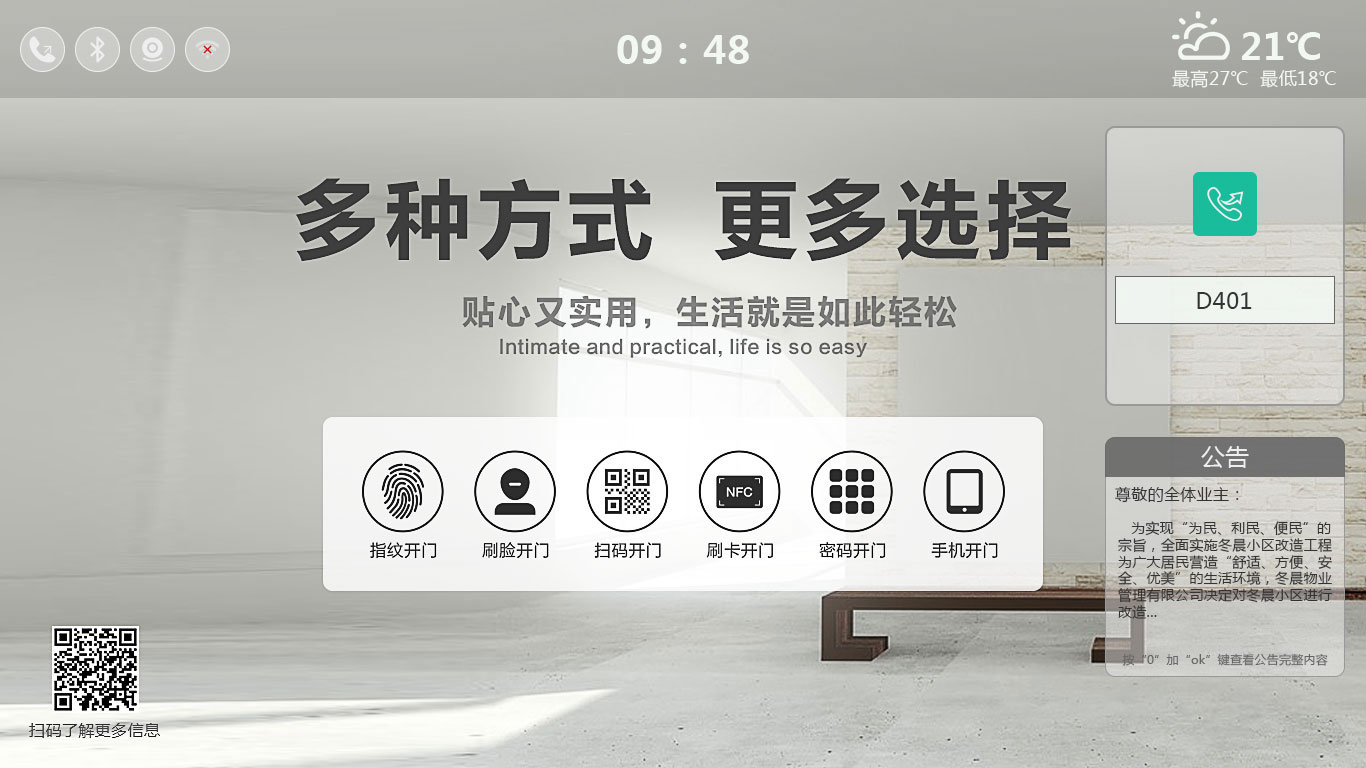 09 : 48
21℃
最高27℃ 最低18℃
多种方式 更多选择
贴心又实用，生活就是如此轻松
Intimate and practical, life is so easy
D401
NFC
指纹开门
刷脸开门
扫码开门
刷卡开门
密码开门
手机开门
公告
尊敬的全体业主：
为实现“为民、利民、便民”的
宗旨，全面实施冬晨小区改造工程
为广大居民营造“舒适、方便、安
全、优美”的生活环境，冬晨物业
管理有限公司决定对冬晨小区进行
改造...
按“0”加“ok”键查看公告完整内容
扫码了解更多信息